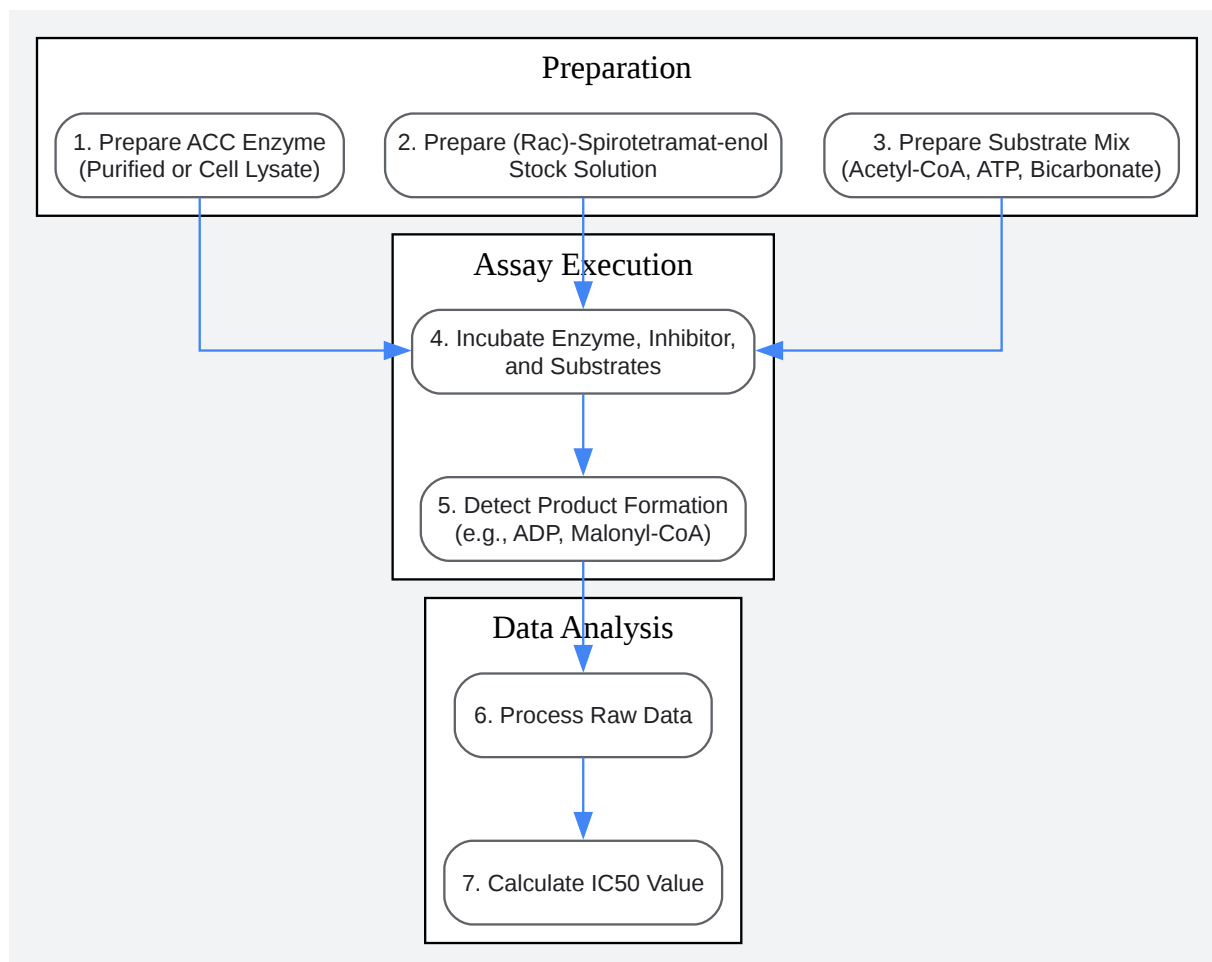 Preparation
1. Prepare ACC Enzyme
(Purified or Cell Lysate)
2. Prepare (Rac)-Spirotetramat-enol
Stock Solution
3. Prepare Substrate Mix
(Acetyl-CoA, ATP, Bicarbonate)
Assay Execution
4. Incubate Enzyme, Inhibitor,
and Substrates
5. Detect Product Formation
(e.g., ADP, Malonyl-CoA)
Data Analysis
6. Process Raw Data
7. Calculate IC50 Value